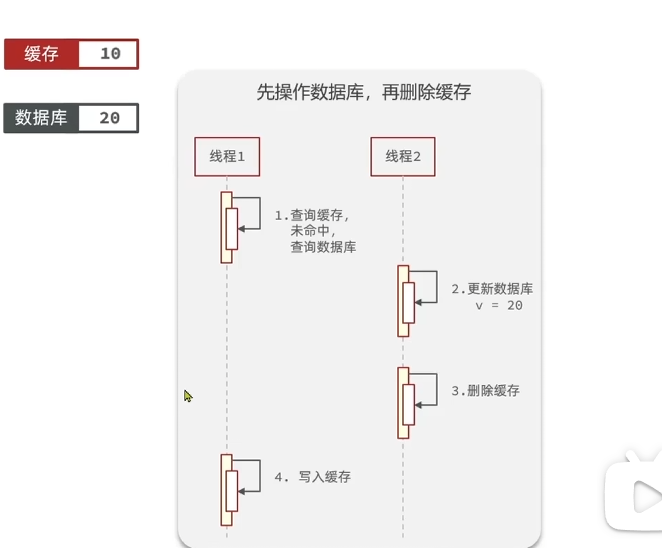 缓存 10
数据库 20
先操作数据库，再删除缓存
线程1
线程2
1.查询缓存，
未命中，
查询数据库
2.更新数据库
v = 20
3.删除缓存
4. 写入缓存